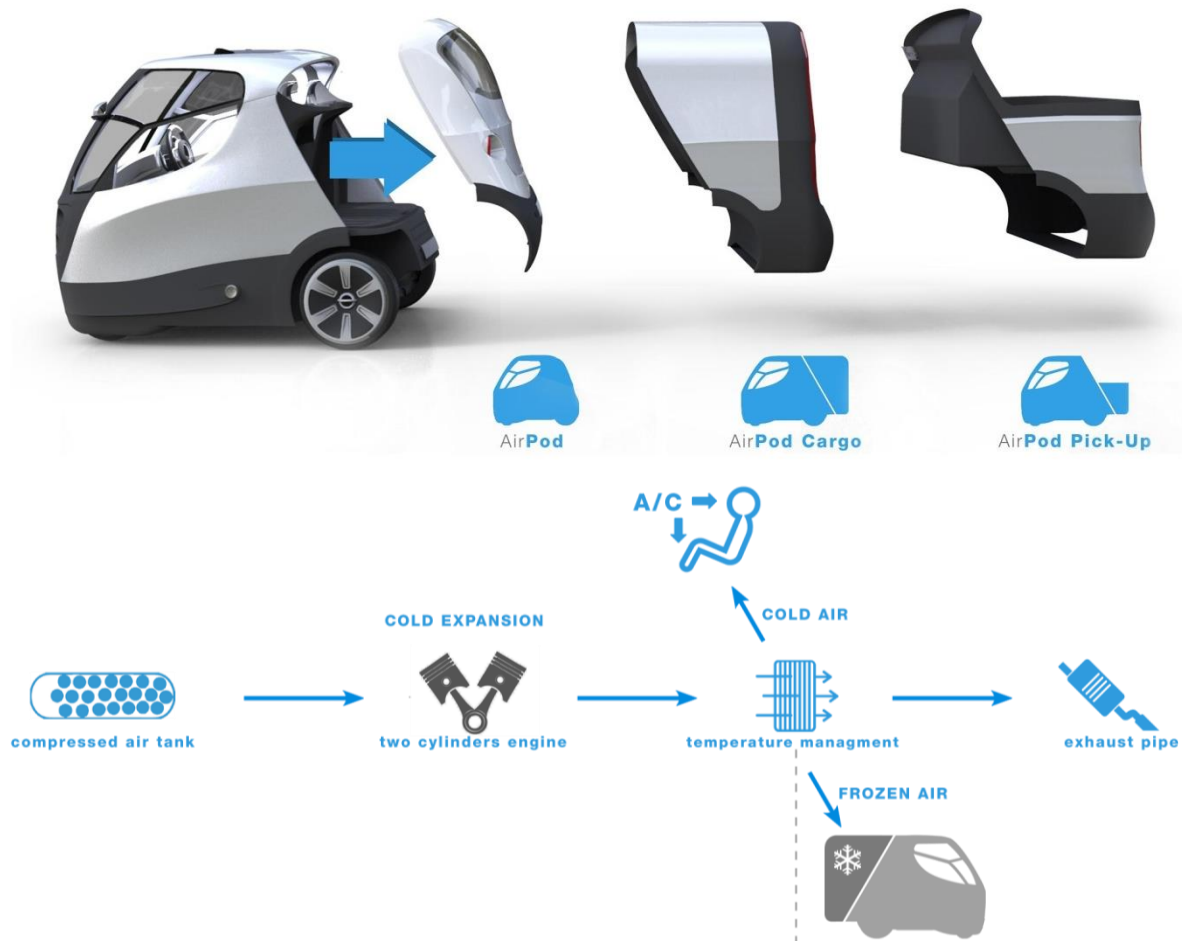 AirPod
AirPod Cargo
AirPod Pick-Up
A/C
COLD AIR
COLD EXPANSION
compressed air tank
two cylinders engine
temperature managment
exhaust pipe
FROZEN AIR